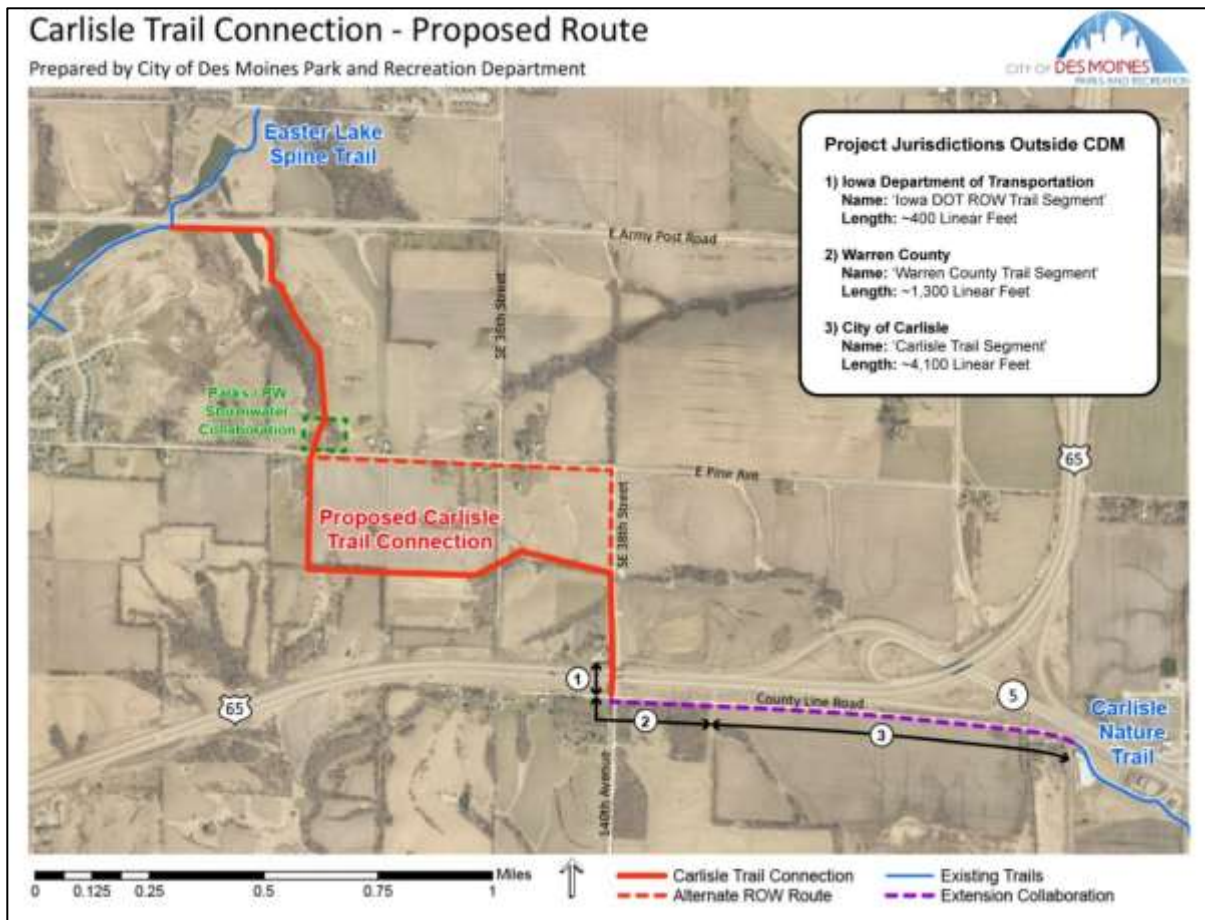 Carlisle Trail Connection - Proposed Route
Prepared by City of Des Moines Park and Recreation Department
CITY OF DES MOINES
PARKS AND RECREATION
Easter Lake
Spine Trail
Project Jurisdictions Outside CDM
1) Iowa Department of Transportation
Name: 'Iowa DOT ROW Trail Segment'
Length: ~400 Linear Feet
2) Warren County
Name: 'Warren County Trail Segment'
Length: ~1,300 Linear Feet
3) City of Carlisle
Name: 'Carlisle Trail Segment'
Length: ~4,100 Linear Feet
E Army Post Road
SE 36th Street
Parks / PW
Stormwater
Collaboration
65
E Pine Ave
Proposed Carlisle
Trail Connection
SE 38th Street
1
65
County Line Road
5
2
3
Carlisle
Nature
Trail
140th Avenue
Miles
0 0.125 0.25 0.5 0.75 1
Carlisle Trail Connection
Alternate ROW Route
Existing Trails
Extension Collaboration